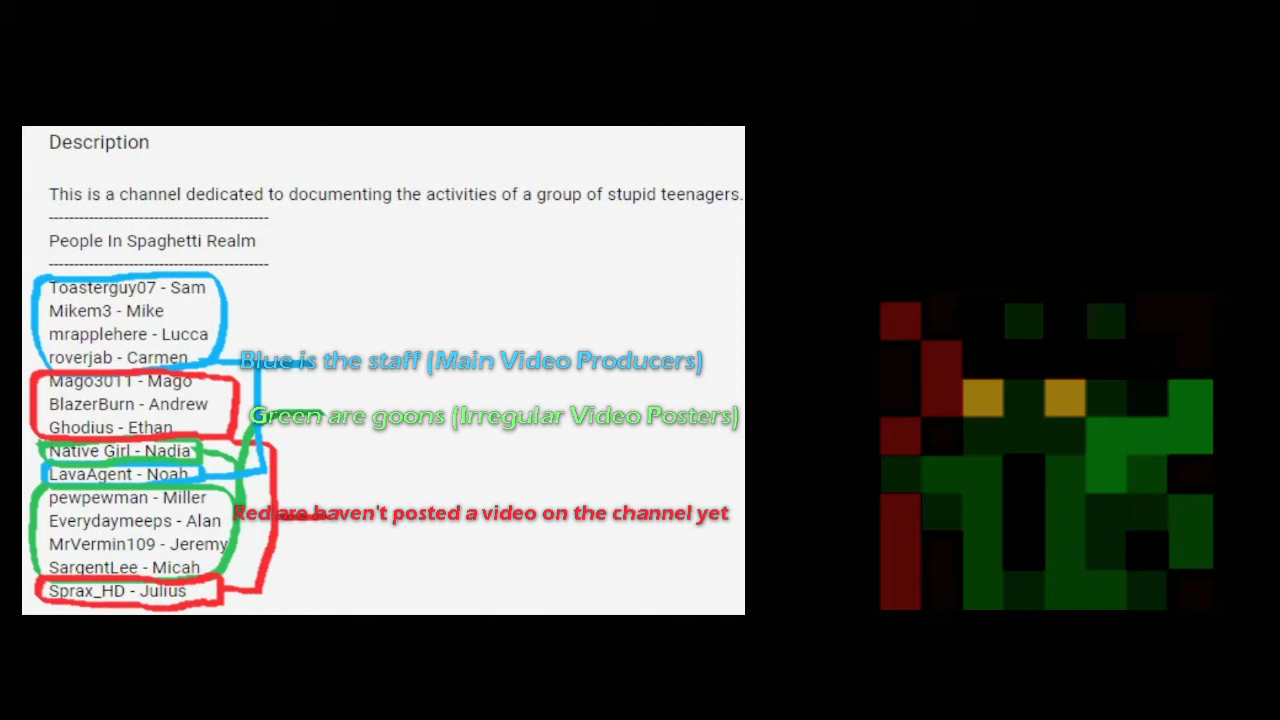 Description
This is a channel dedicated to documenting the activities of a group of stupid teenagers.
------------------------------------------
People In Spaghetti Realm
------------------------------------------
Toasterguy07 - Sam
Mikem3 - Mike
mrapplehere - Lucca
roverjab - Carmen
Blue is the staff (Main Video Producers)
Mago3011 - Mago
BlazerBurn - Andrew
Green are goons (Irregular Video Posters)
Ghodius - Ethan
Native Girl - Nadia
LavaAgent - Noah
pewpewman - Miller
Red are haven't posted a video on the channel yet
Everydaymeeps - Alan
MrVermin109 - Jeremy
SargentLee - Micah
Sprax_HD - Julius